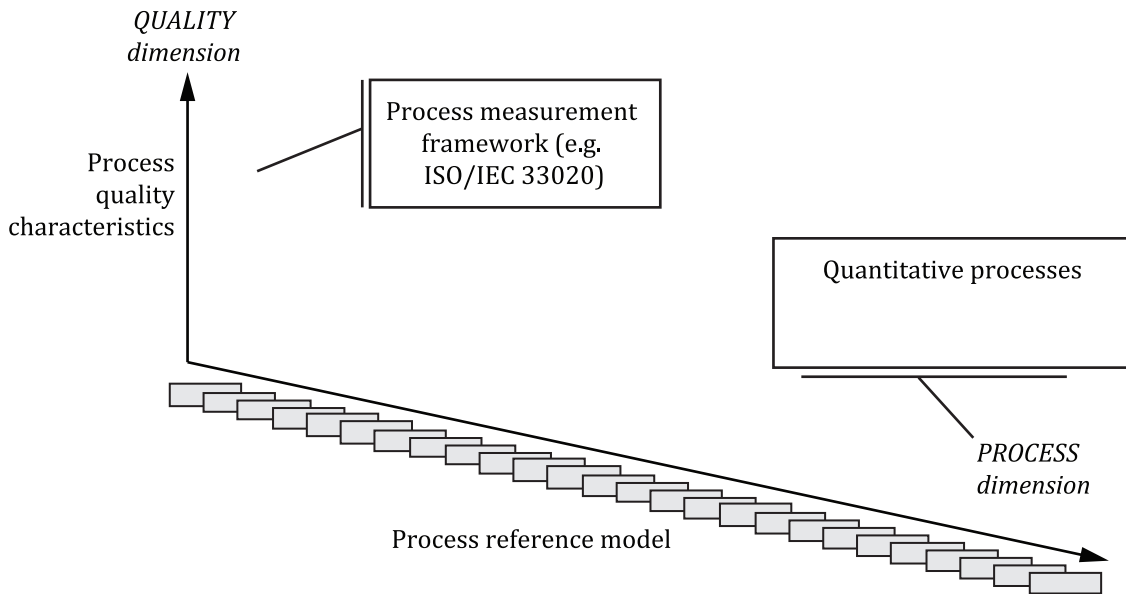 QUALITY
dimension
Process measurement
framework (e.g.
ISO/IEC 33020)
Process
quality
characteristics
Quantitative processes
PROCESS
dimension
Process reference model